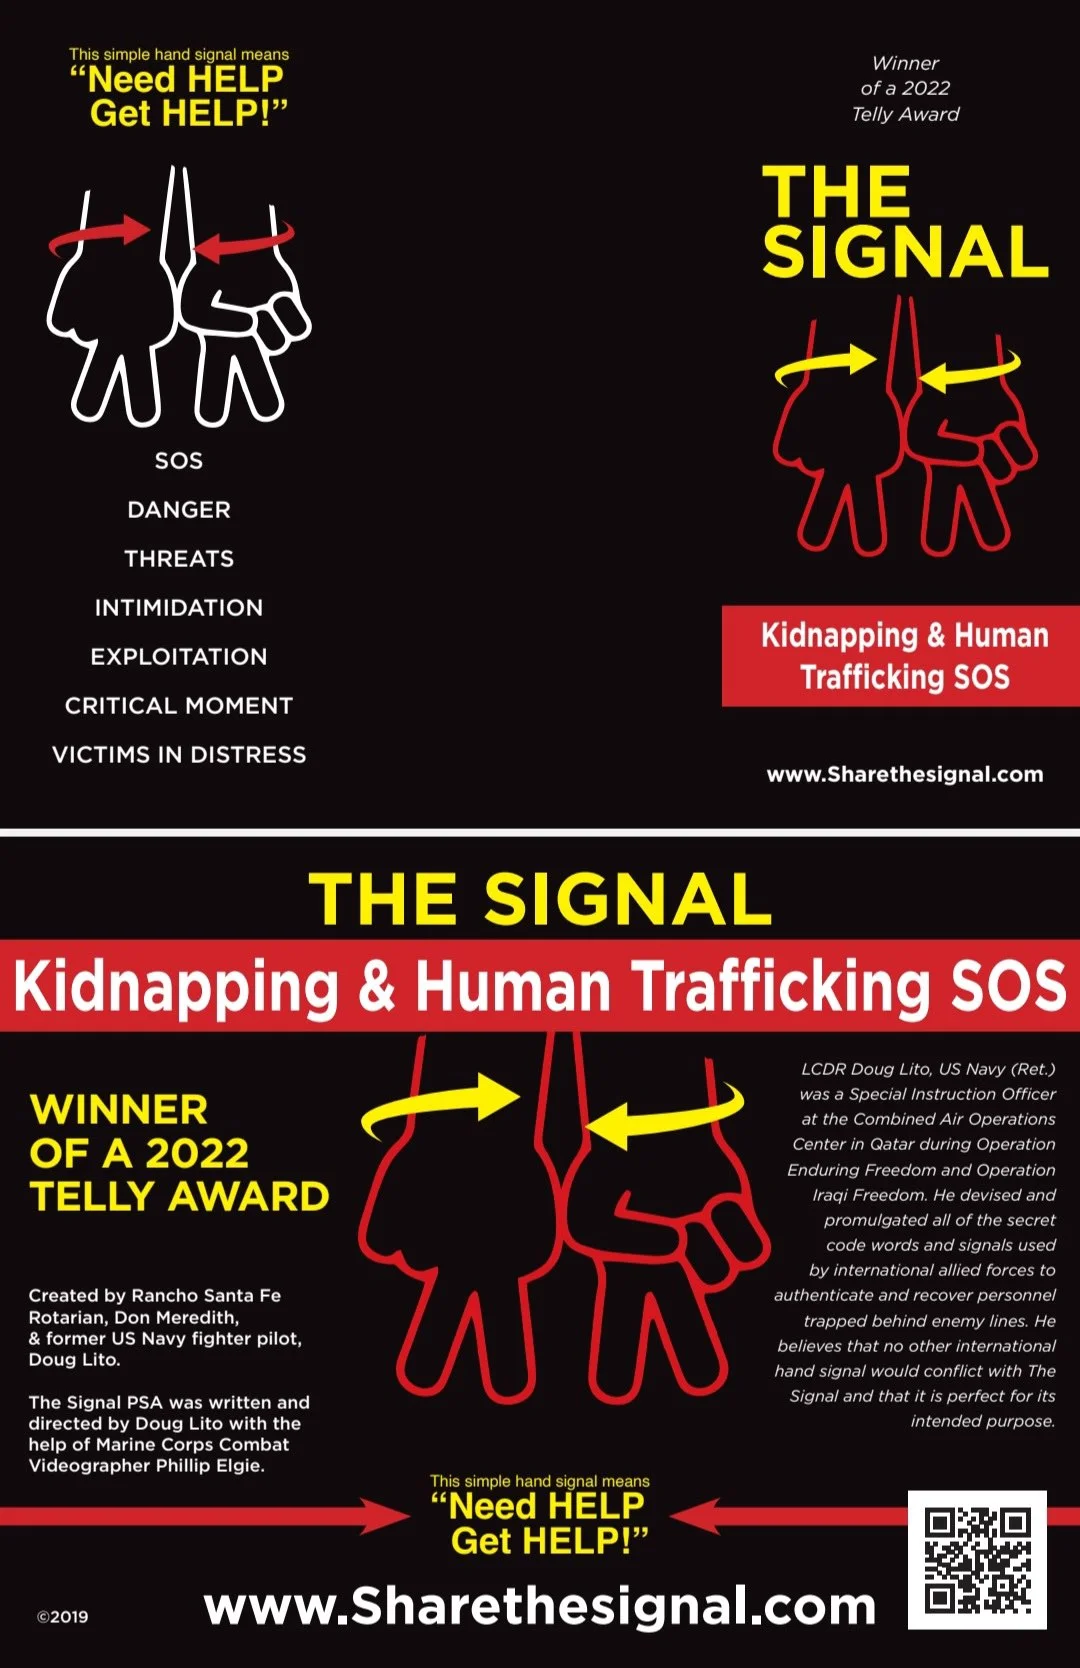 This simple hand signal means
“Need HELP
Get HELP!”
SOS
DANGER
THREATS
INTIMIDATION
EXPLOITATION
CRITICAL MOMENT
VICTIMS IN DISTRESS
Winner
of a 2022
Telly Award
THE
SIGNAL
Kidnapping & Human
Trafficking SOS
www.Sharethesignal.com
THE SIGNAL
Kidnapping & Human Trafficking SOS
WINNER
OF A 2022
TELLY AWARD
Created by Rancho Santa Fe
Rotarian, Don Meredith,
& former US Navy fighter pilot,
Doug Lito.
The Signal PSA was written and
directed by Doug Lito with the
help of Marine Corps Combat
Videographer Phillip Elgie.
LCDR Doug Lito, US Navy (Ret.)
was a Special Instruction Officer
at the Combined Air Operations
Center in Qatar during Operation
Enduring Freedom and Operation
Iraqi Freedom. He devised and
promulgated all of the secret
code words and signals used
by international allied forces to
authenticate and recover personnel
trapped behind enemy lines. He
believes that no other international
hand signal would conflict with The
Signal and that it is perfect for its
intended purpose.
This simple hand signal means
“Need HELP
Get HELP!”
©2019
www.Sharethesignal.com